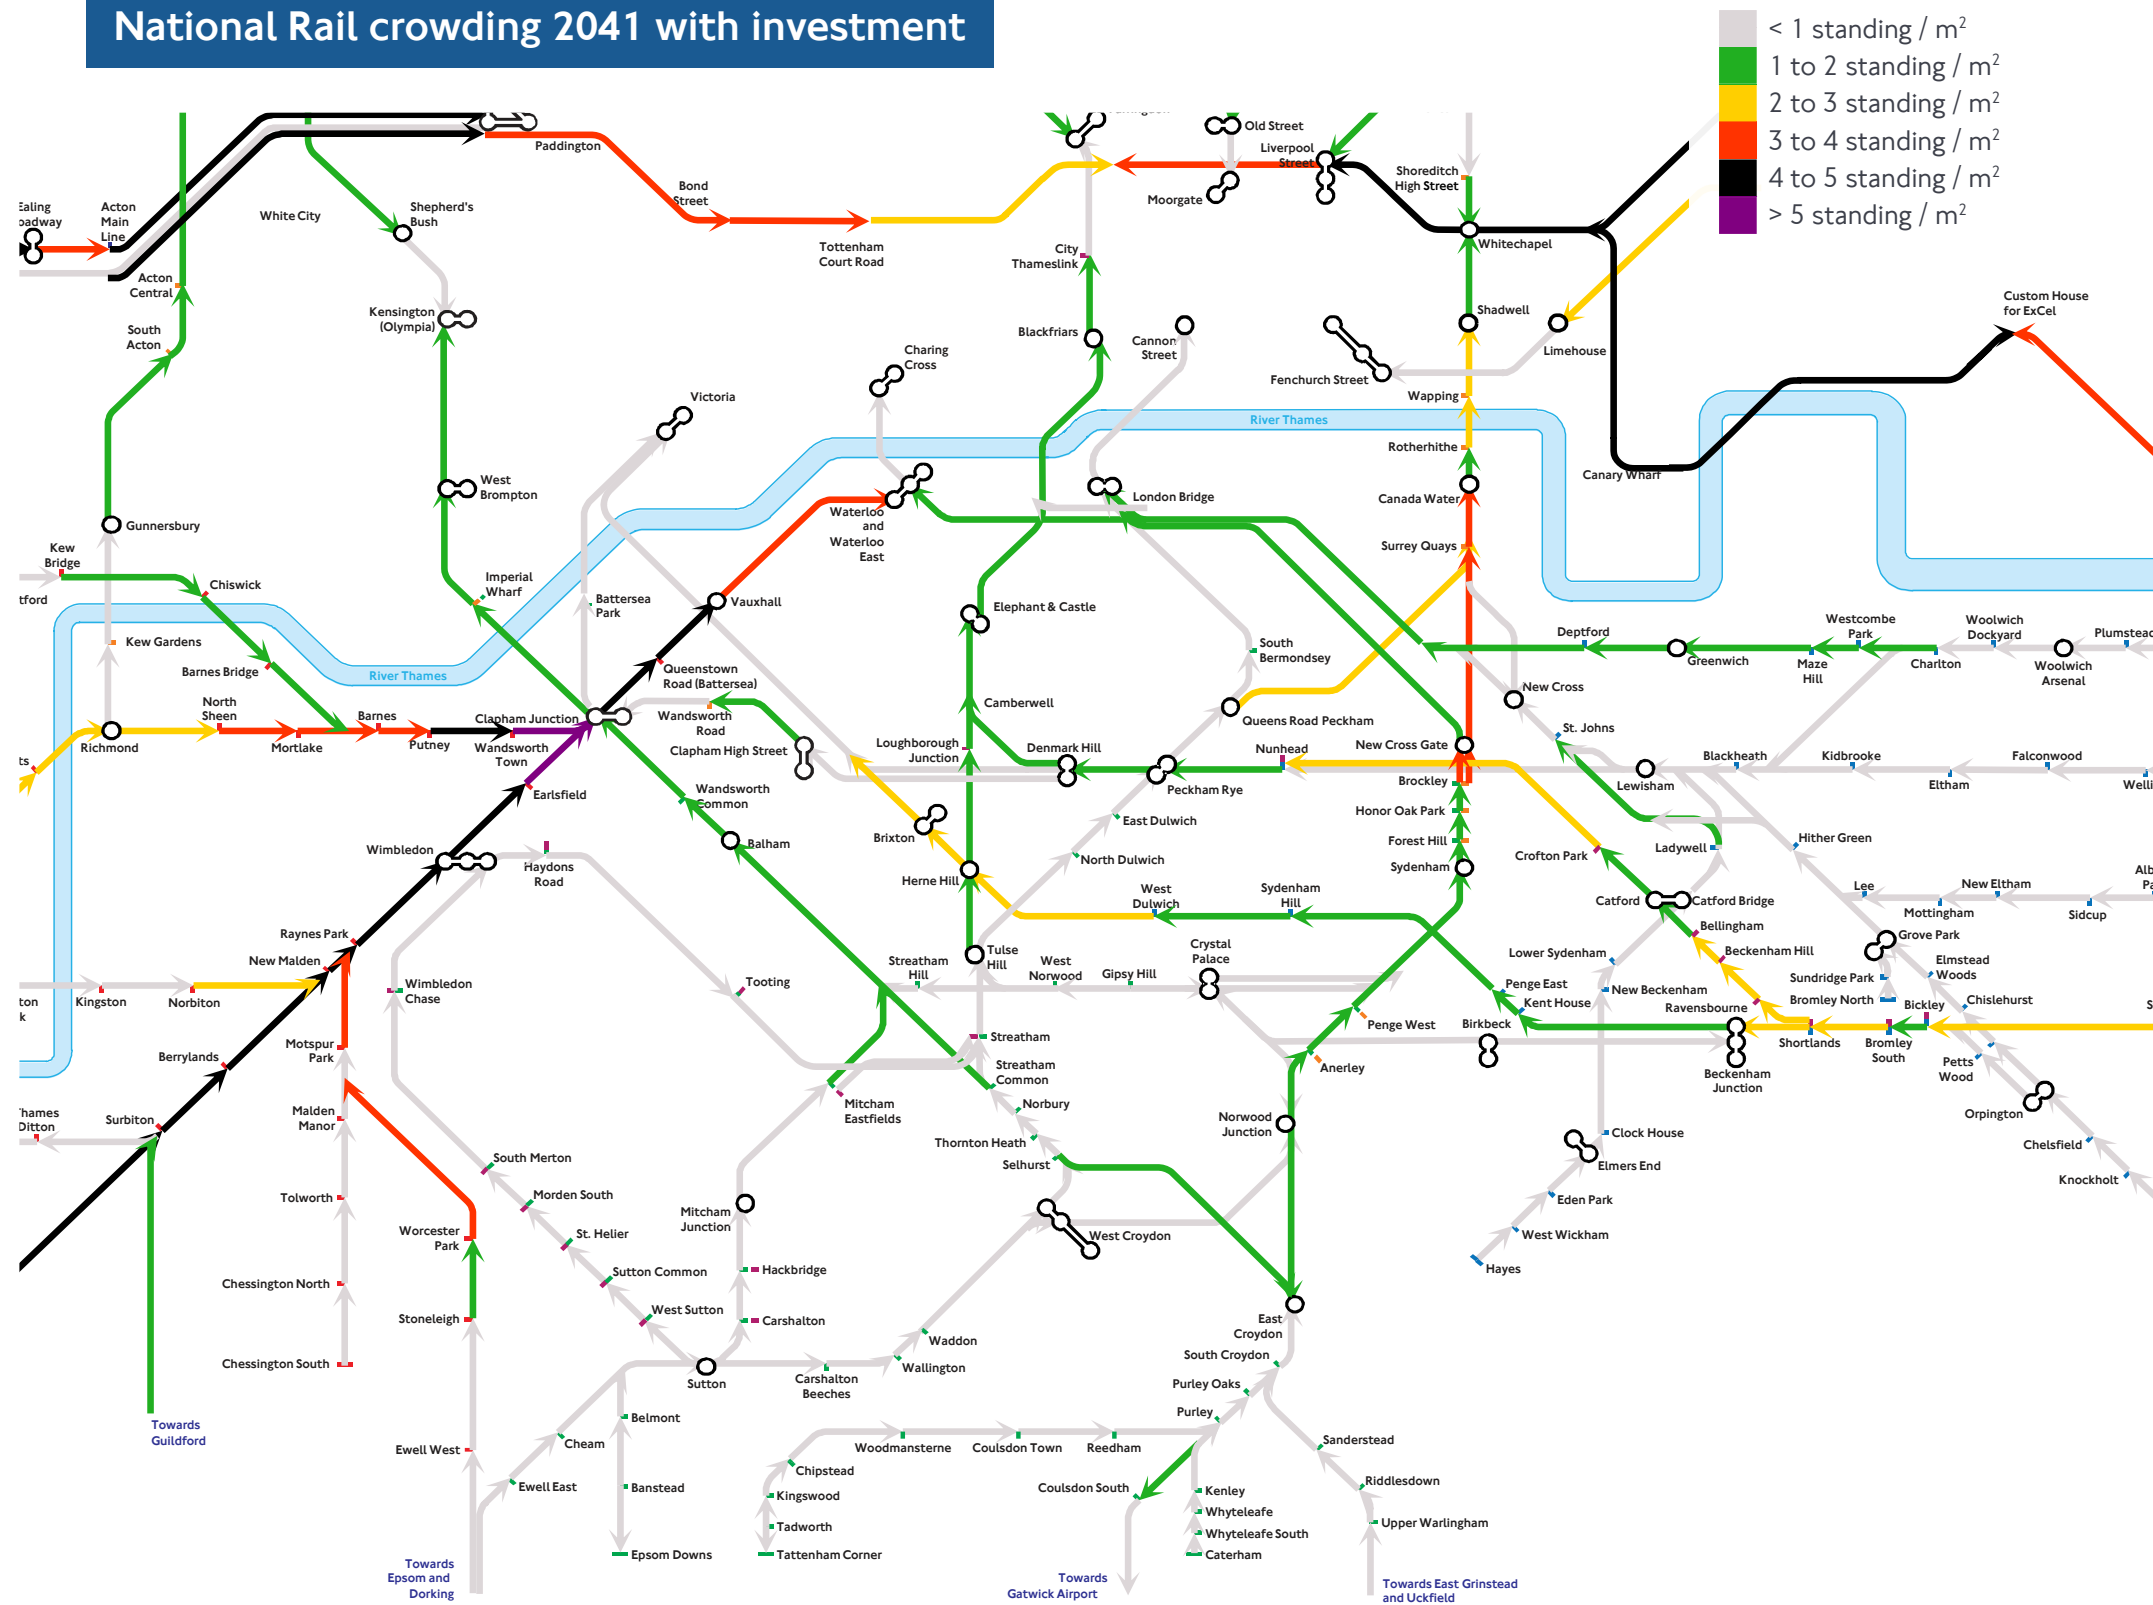 National Rail crowding 2041 with investment
< 1 standing / m²
1 to 2 standing / m²
2 to 3 standing / m²
3 to 4 standing / m²
4 to 5 standing / m²
> 5 standing / m²
Paddington
Old Street
Liverpool
Street
Moorgate
Shoreditch
High Street
Whitechapel
Bond
Street
Tottenham
Court Road
White City
Shepherd's
Bush
Ealing
Acton
Main
Line
Acton
Central
South
Acton
Kensington
(Olympia)
City
Thameslink
Blackfriars
Cannon
Street
Charing
Cross
Fenchurch Street
Shadwell
Limehouse
Custom House
for ExCel
Wapping
River Thames
Rotherhithe
Canary Wharf
Victoria
West
Brompton
Gunnersbury
Canada Water
London Bridge
Waterloo
and
Waterloo
East
Surrey Quays
Kew
Bridge
Chiswick
Imperial
Wharf
Battersea
Park
Vauxhall
Elephant & Castle
Kew Gardens
Barnes Bridge
River Thames
Queenstown
Road (Battersea)
South
Bermondsey
Deptford
Greenwich
Westcombe
Park
Maze
Hill
Charlton
Woolwich
Dockyard
Woolwich
Arsenal
Plumstead
North
Sheen
Richmond
Mortlake
Barnes
Putney
Clapham Junction
Wandsworth
Town
Wandsworth
Road
Clapham High Street
Camberwell
Loughborough
Junction
Denmark Hill
Peckham Rye
Queens Road Peckham
Nunhead
New Cross Gate
New Cross
St. Johns
Lewisham
Blackheath
Kidbrooke
Eltham
Falconwood
Brockley
Honor Oak Park
Forest Hill
Sydenham
Earlsfield
Wandsworth
Common
Balham
Brixton
Herne Hill
East Dulwich
North Dulwich
Crofton Park
Ladywell
Hither Green
Wimbledon
Haydons
Road
West
Dulwich
Sydenham
Hill
Catford
Catford Bridge
Bellingham
Beckenham Hill
Lee
Mottingham
New Eltham
Sidcup
Raynes Park
New Malden
Kingston
Norbiton
Wimbledon
Chase
Tooting
Tulse
Hill
Streatham
Hill
West
Norwood
Gipsy Hill
Crystal
Palace
Lower Sydenham
New Beckenham
Penge East
Kent House
Ravensbourne
Grove Park
Sundridge Park
Bromley North
Elmstead
Woods
Bickley
Chislehurst
Birkbeck
Penge West
Anerley
Shortlands
Bromley
South
Petts
Wood
Beckenham
Junction
Orpington
Chelsfield
Knockholt
Motspur
Park
Berrylands
Streatham
Streatham
Common
Mitcham
Eastfields
Norbury
Thornton Heath
Selhurst
Norwood
Junction
Clock House
Elmers End
Eden Park
West Wickham
Hayes
Ditton
Surbiton
Malden
Manor
Tolworth
South Merton
Morden South
St. Helier
Sutton Common
West Sutton
Mitcham
Junction
Hackbridge
Carshalton
West Croydon
Worcester
Park
Chessington North
Stoneleigh
Chessington South
Sutton
Carshalton
Beeches
Waddon
Wallington
East
Croydon
South Croydon
Purley Oaks
Purley
Towards
Guildford
Ewell West
Cheam
Belmont
Ewell East
Banstead
Epsom Downs
Woodmansterne
Coulsdon Town
Reedham
Chipstead
Kingswood
Tadworth
Tattenham Corner
Coulsdon South
Kenley
Whyteleafe
Whyteleafe South
Caterham
Sanderstead
Riddlesdown
Upper Warlingham
Towards
Epsom and
Dorking
Towards
Gatwick Airport
Towards East Grinstead
and Uckfield